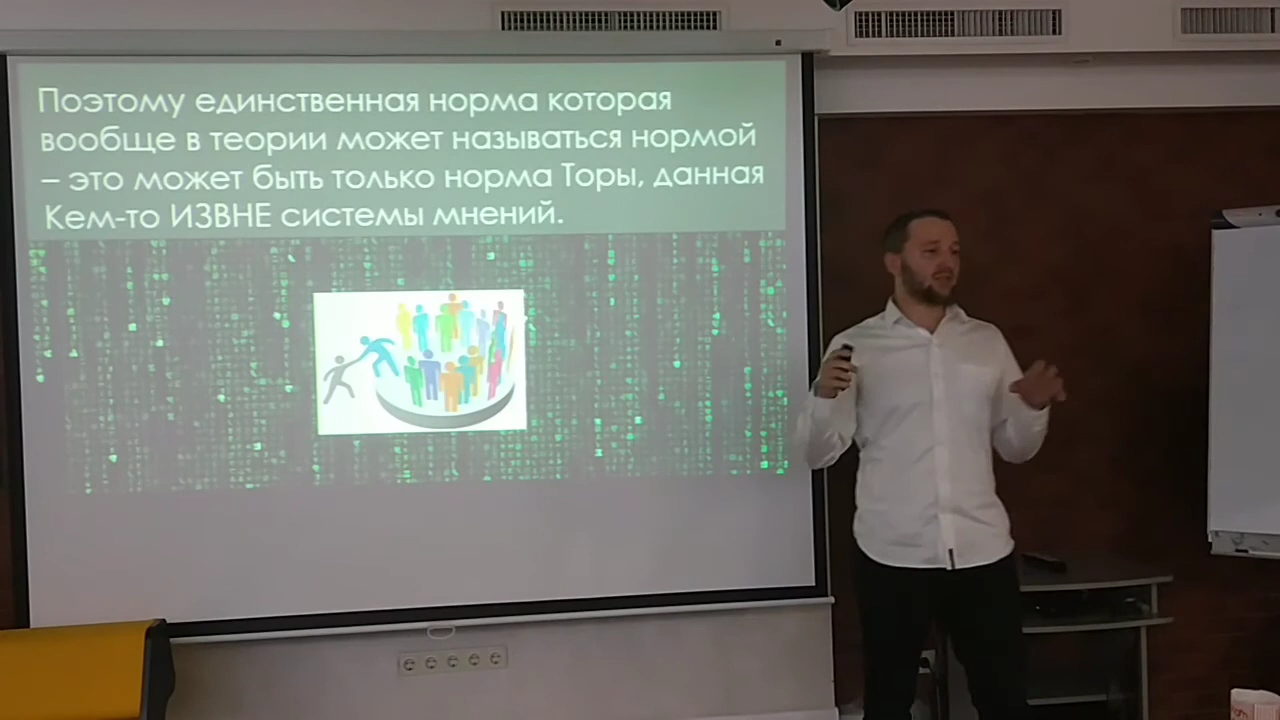 Поэтому единственная норма которая
вообще в теории может называться нормой
– это может быть только норма Торы, данная
Кем-то ИЗВНЕ системы мнений.